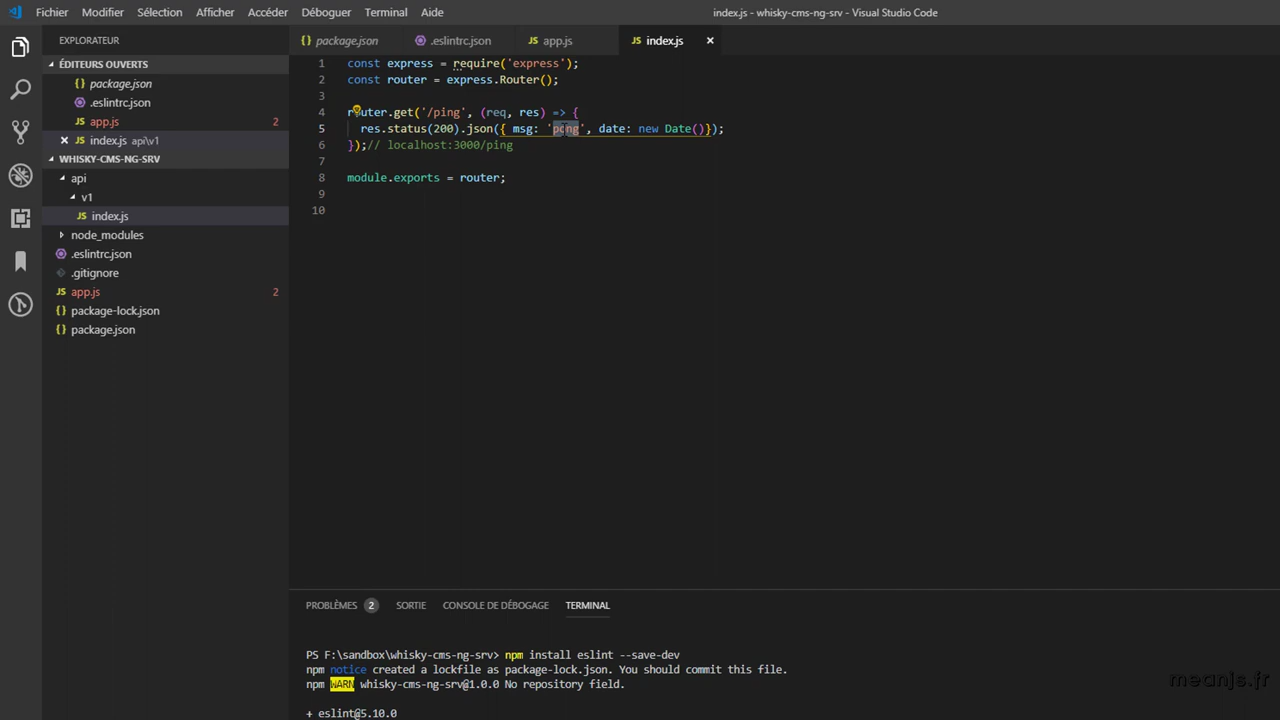 Fichier Modifier Sélection Afficher Accéder Déboguer Terminal Aide index.js - whisky-cms-ng-srv - Visual Studio Code
EXPLORATEUR
ÉDITEURS OUVERTS
package.json
.eslintrc.json
app.js 2
index.js api\v1
WHISKY-CMS-NG-SRV
api
v1
index.js
node_modules
.eslintrc.json
.gitignore
app.js 2
package-lock.json
package.json
package.json .eslintrc.json app.js index.js
1 const express = require('express');
2 const router = express.Router();
3
4 router.get('/ping', (req, res) => {
5 res.status(200).json({ msg: 'pong', date: new Date()});
6 });// localhost:3000/ping
7
8 module.exports = router;
9
10
PROBLÈMES 2 SORTIE CONSOLE DE DÉBOGAGE TERMINAL
PS F:\sandbox\whisky-cms-ng-srv> npm install eslint --save-dev
npm notice created a lockfile as package-lock.json. You should commit this file.
npm WARN whisky-cms-ng-srv@1.0.0 No repository field.
+ eslint@5.10.0
meanjs.fr